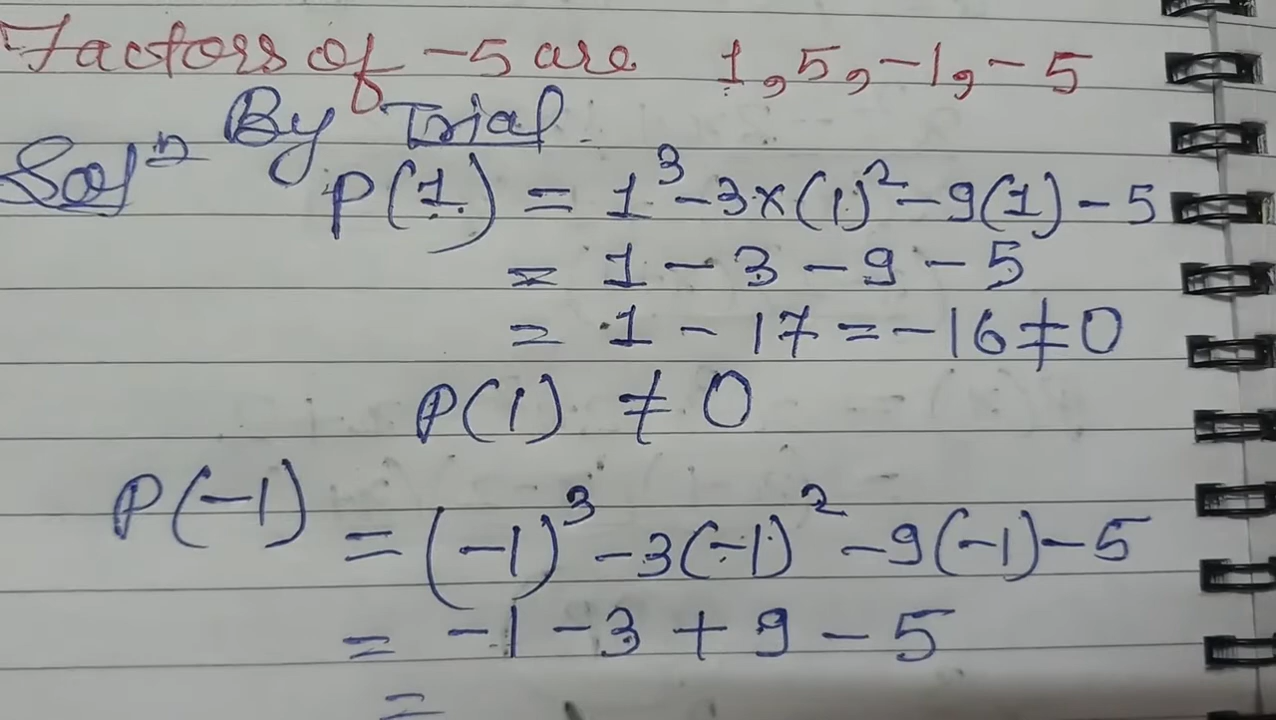 Factors of -5 are 1, 5, -1, -5
Solⁿ By Trial
P(1) = 1³ - 3×(1)² - 9(1) - 5
= 1 - 3 - 9 - 5
= 1 - 17 = -16 ≠ 0
P(1) ≠ 0
P(-1) = (-1)³ - 3(-1)² - 9(-1) - 5
= -1 - 3 + 9 - 5
=